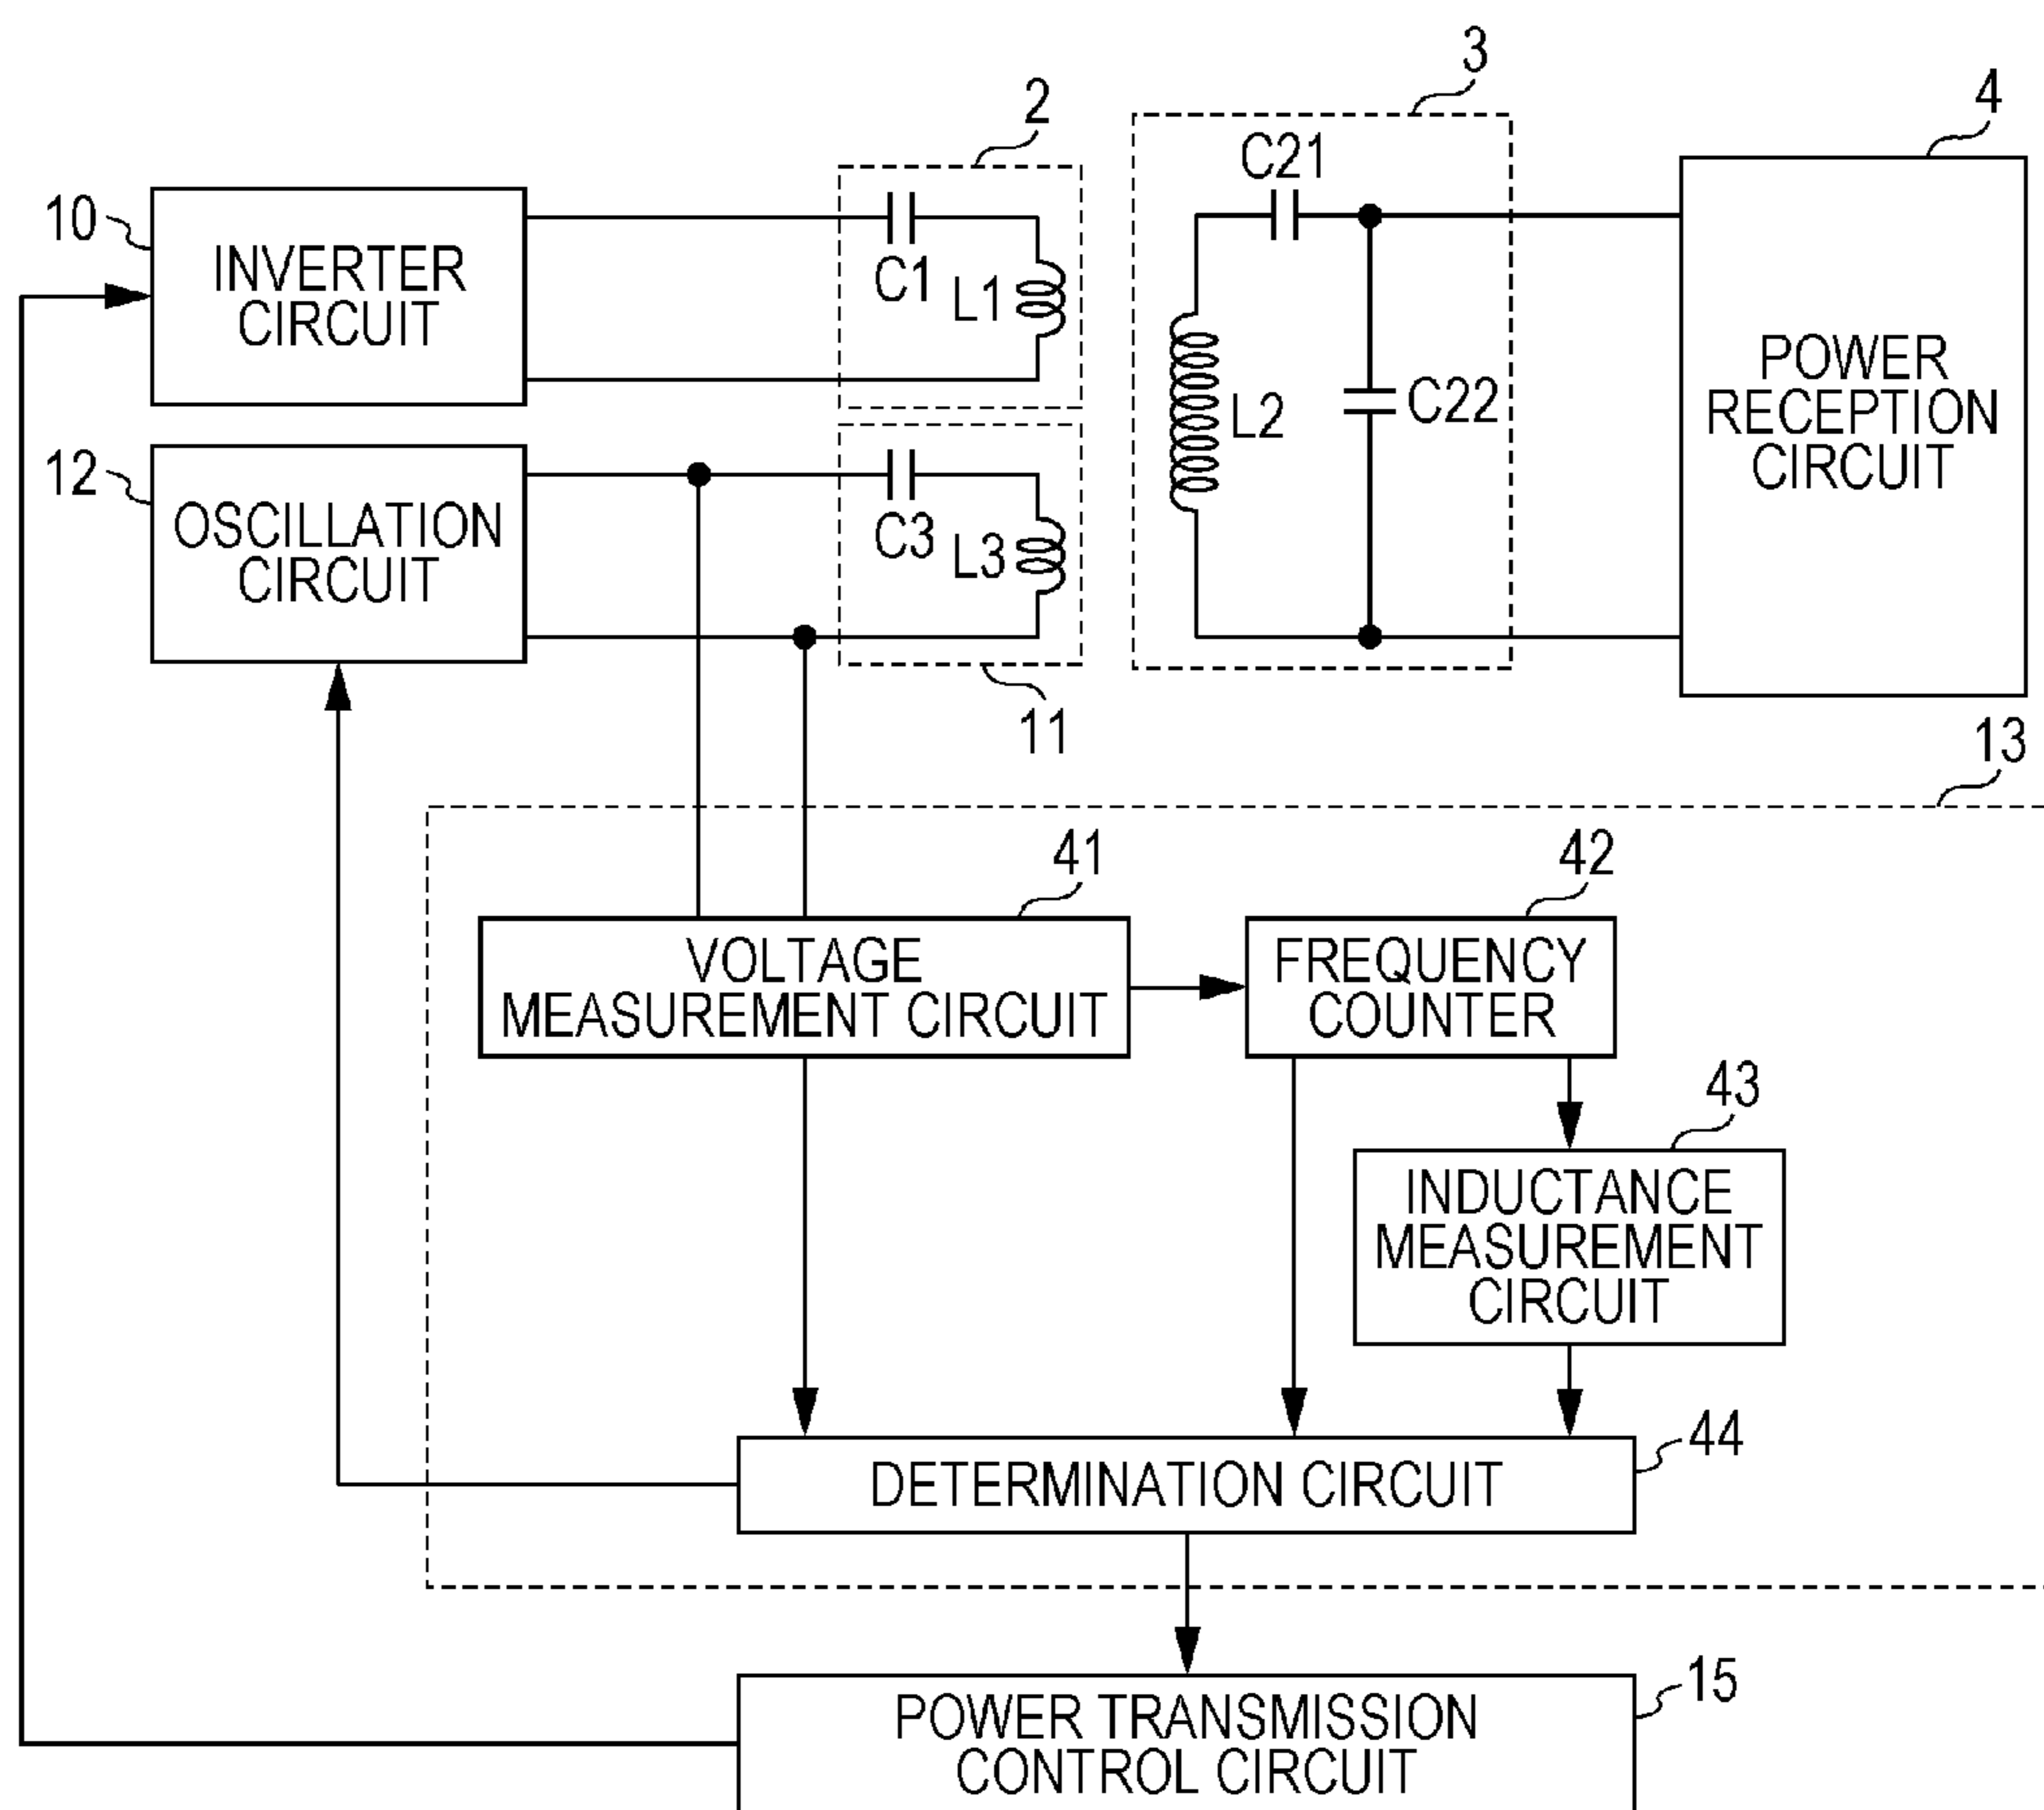 3
2
4
C21
10
INVERTER
CIRCUIT
C1
L1
POWER
RECEPTION
CIRCUIT
L2
C22
12
OSCILLATION
CIRCUIT
C3
L3
11
13
41
42
VOLTAGE
MEASUREMENT CIRCUIT
FREQUENCY
COUNTER
43
INDUCTANCE
MEASUREMENT
CIRCUIT
44
DETERMINATION CIRCUIT
15
POWER TRANSMISSION
CONTROL CIRCUIT